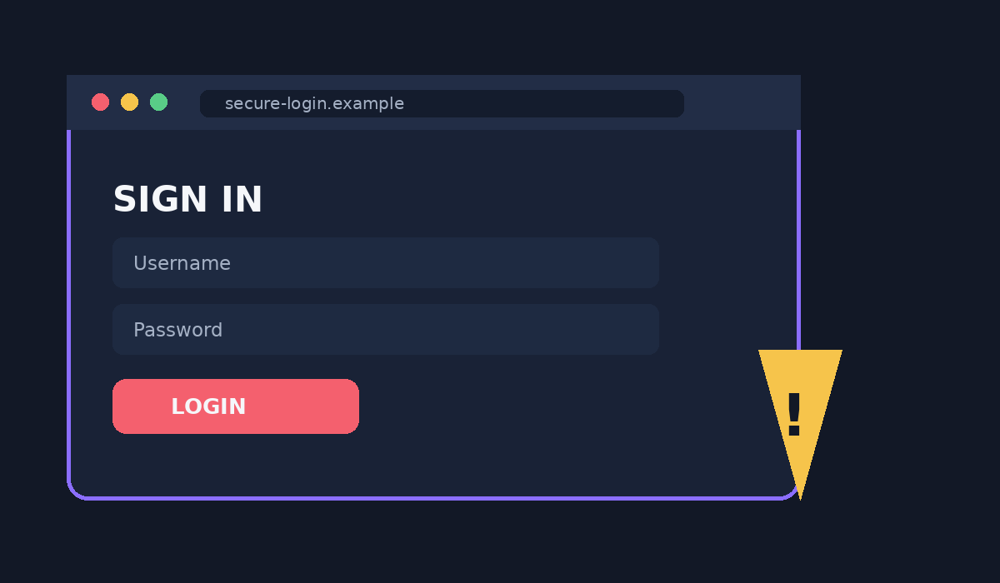 secure-login.example
SIGN IN
Username
Password
LOGIN
!